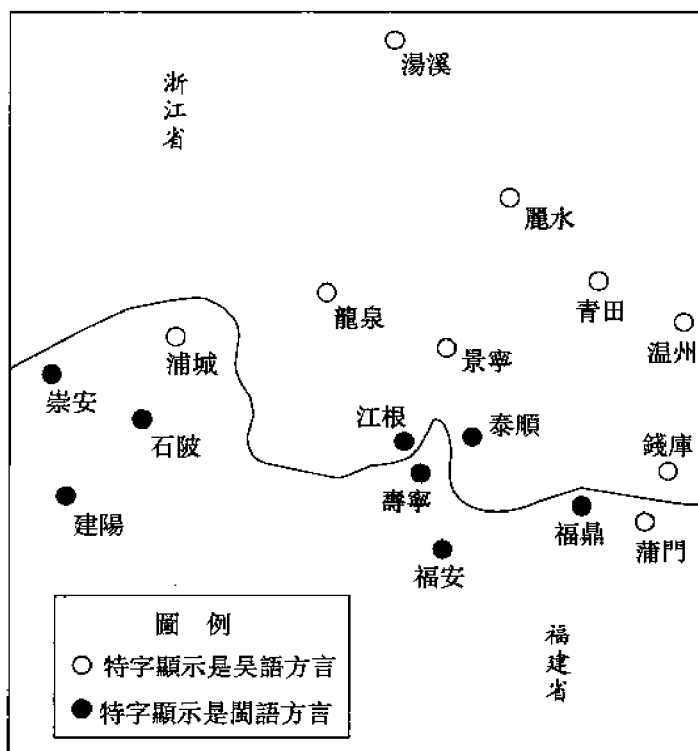 湯溪
浙江省
麗水
青田
龍泉
温州
浦城
景寧
崇安
江根
泰順
石陂
錢庫
壽寧
建陽
福鼎
蒲門
福安
圖例
特字顯示是吴語方言
特字顯示是閩語方言
福建省